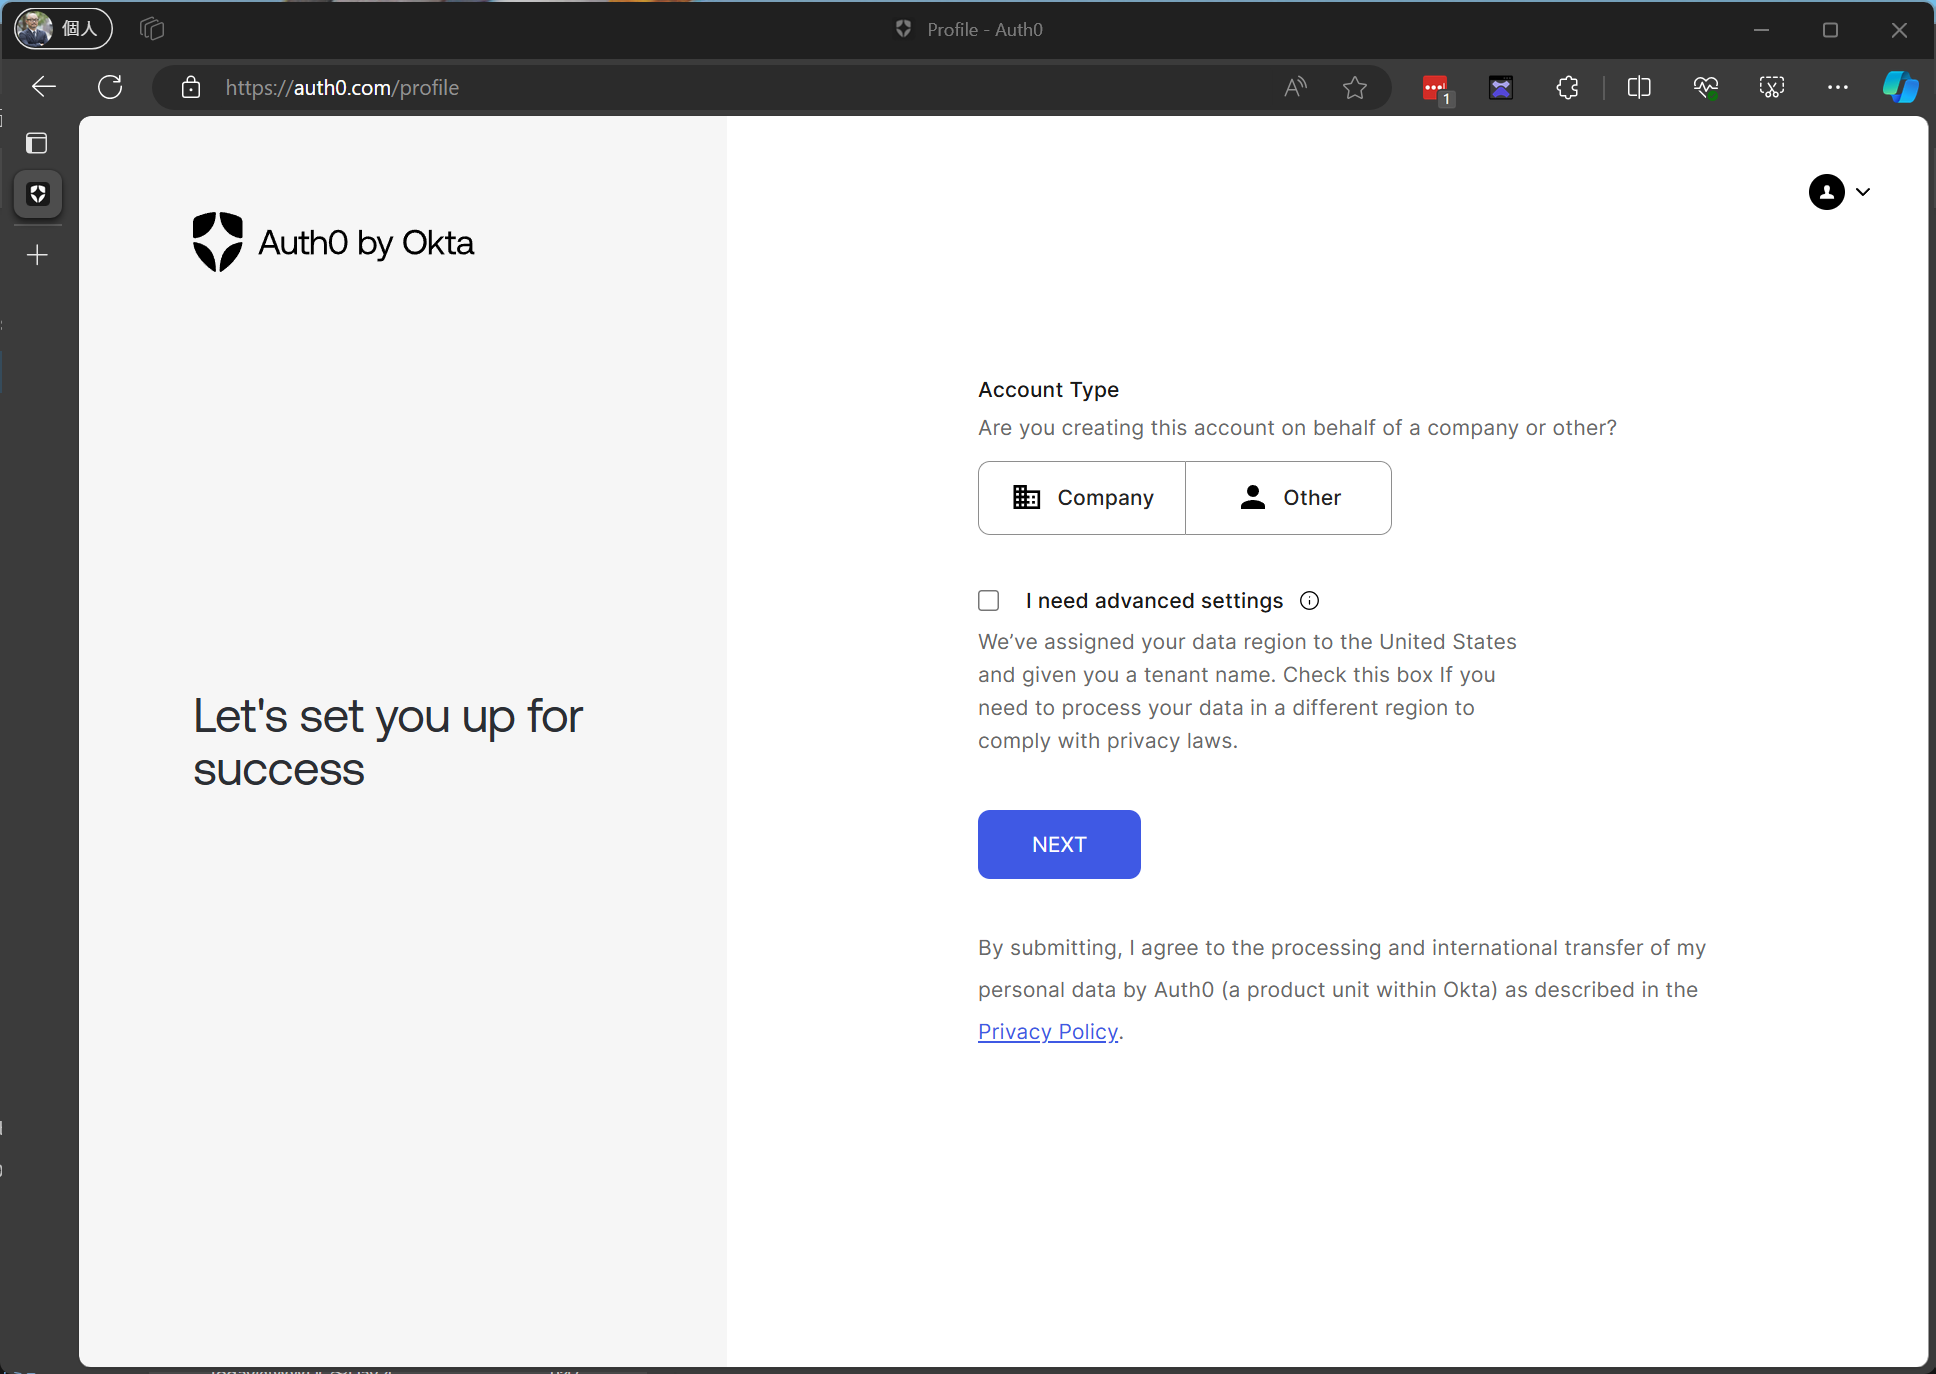 個人
Profile - Auth0
https://auth0.com/profile
1
Auth0 by Okta
Let's set you up for
success
Account Type
Are you creating this account on behalf of a company or other?
Company
Other
I need advanced settings
We’ve assigned your data region to the United States
and given you a tenant name. Check this box If you
need to process your data in a different region to
comply with privacy laws.
NEXT
By submitting, I agree to the processing and international transfer of my
personal data by Auth0 (a product unit within Okta) as described in the
Privacy Policy.